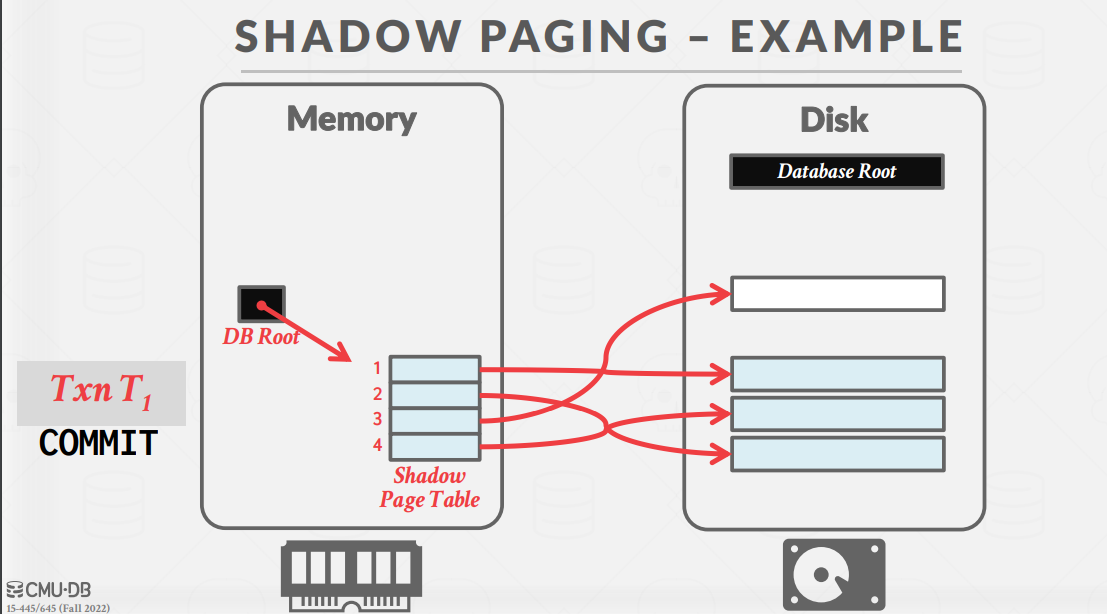 SHADOW PAGING – EXAMPLE
Memory
Disk
Database Root
DB Root
Txn T1
COMMIT
1
2
3
4
Shadow
Page Table
CMU·DB
15-445/645 (Fall 2022)